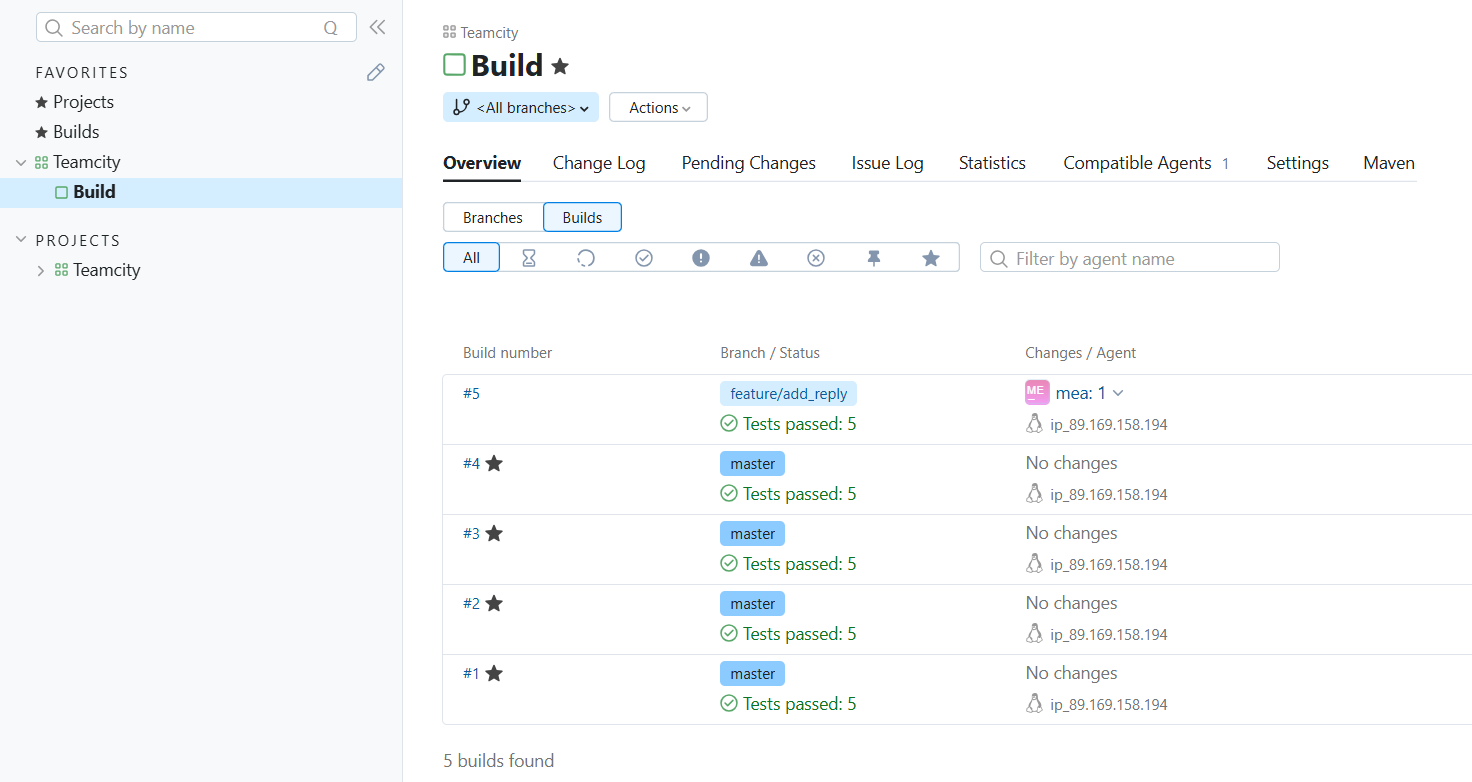 Search by name Q
FAVORITES
Projects
Builds
Teamcity
Build
PROJECTS
Teamcity
Teamcity
Build
<All branches> Actions
Overview Change Log Pending Changes Issue Log Statistics Compatible Agents 1 Settings Maven
Branches Builds
All Filter by agent name
Build number Branch / Status Changes / Agent
#5 feature/add_reply ME mea: 1
Tests passed: 5 ip_89.169.158.194
#4 master No changes
Tests passed: 5 ip_89.169.158.194
#3 master No changes
Tests passed: 5 ip_89.169.158.194
#2 master No changes
Tests passed: 5 ip_89.169.158.194
#1 master No changes
Tests passed: 5 ip_89.169.158.194
5 builds found